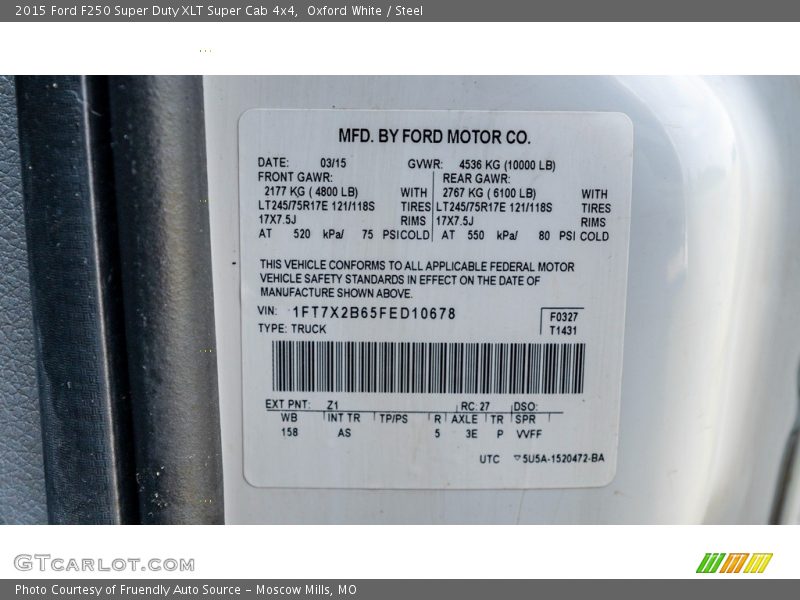 2015 Ford F250 Super Duty XLT Super Cab 4x4,  Oxford White / Steel
MFD. BY FORD MOTOR CO.
DATE: 03/15 GVWR: 4536 KG (10000 LB)
FRONT GAWR: REAR GAWR:
2177 KG ( 4800 LB) WITH 2767 KG ( 6100 LB) WITH
LT245/75R17E 121/118S TIRES LT245/75R17E 121/118S TIRES
17X7.5J RIMS 17X7.5J RIMS
AT 520 kPa/ 75 PSI COLD AT 550 kPa/ 80 PSI COLD
THIS VEHICLE CONFORMS TO ALL APPLICABLE FEDERAL MOTOR
VEHICLE SAFETY STANDARDS IN EFFECT ON THE DATE OF
MANUFACTURE SHOWN ABOVE.
VIN: 1FT7X2B65FED10678 F0327
TYPE: TRUCK T1431
EXT PNT: Z1 RC: 27 DSO:
WB INT TR TP/PS R AXLE TR SPR
158 AS 5 3E P VVFF
UTC 5U5A-1520472-BA
GTCARLOT.COM
Photo Courtesy of Fruendly Auto Source - Moscow Mills, MO